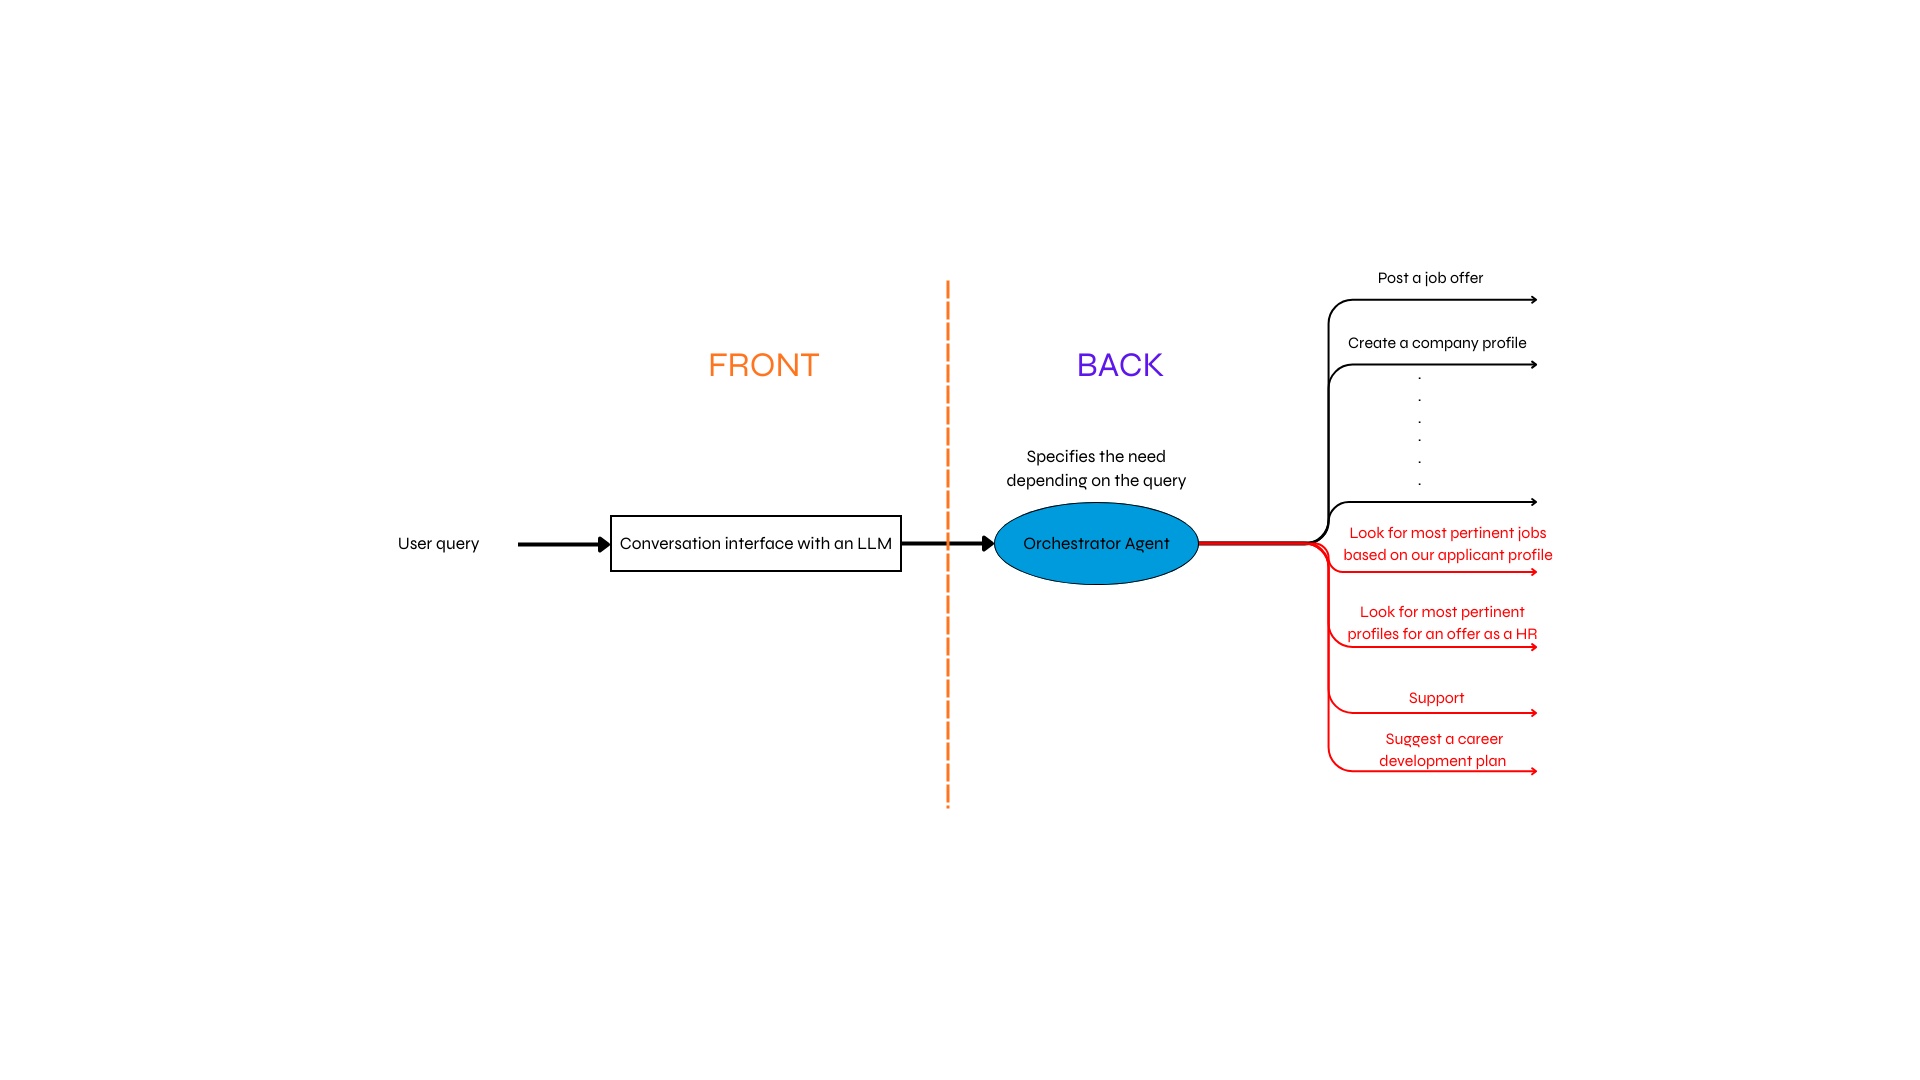 Post a job offer
Create a company profile
FRONT
BACK
.
.
.
.
.
.
Specifies the need
depending on the query
User query
Conversation interface with an LLM
Orchestrator Agent
Look for most pertinent jobs
based on our applicant profile
Look for most pertinent
profiles for an offer as a HR
Support
Suggest a career
development plan